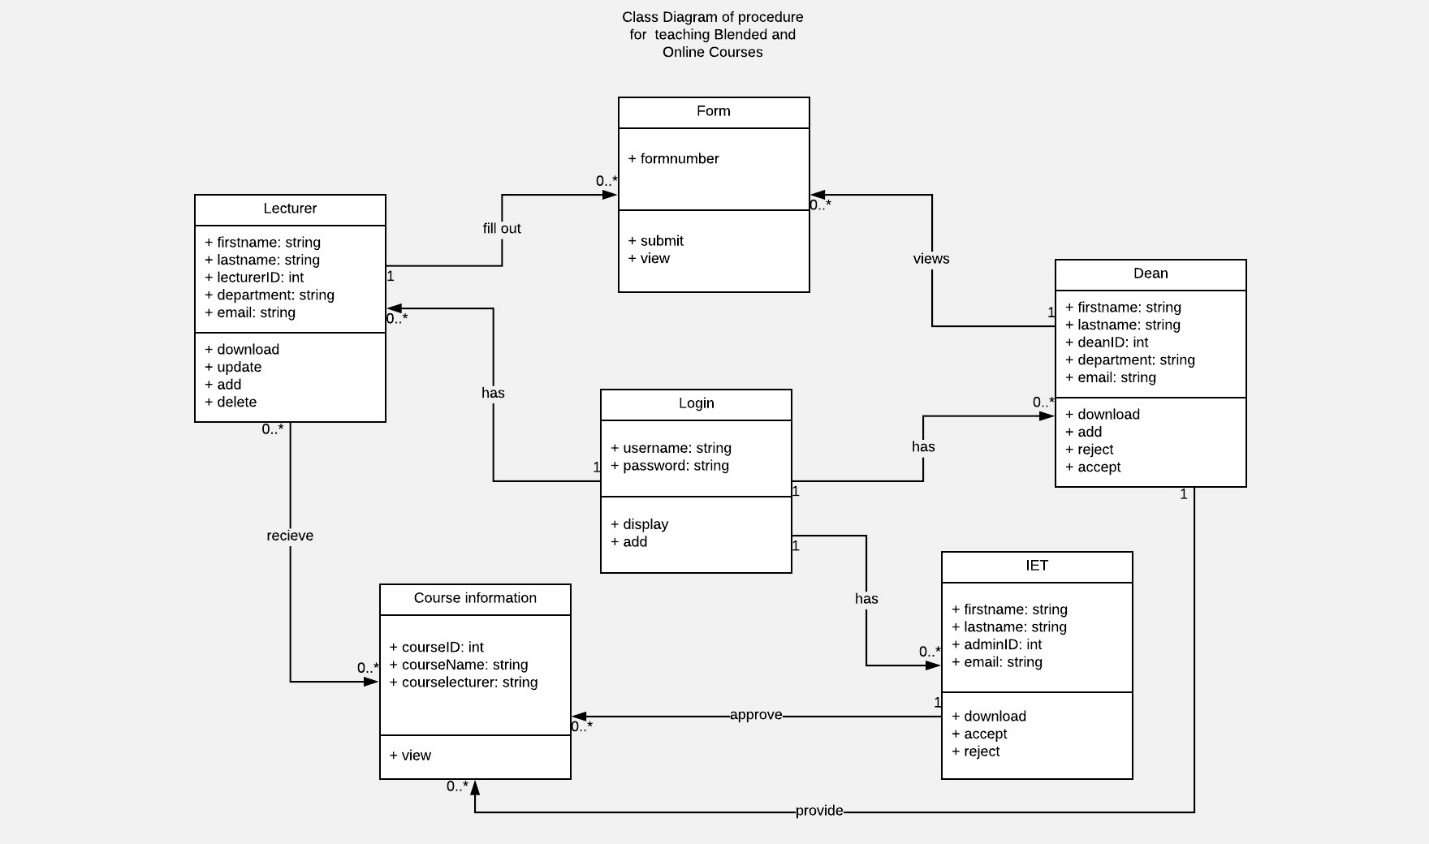 Class Diagram of procedure
for teaching Blended and
Online Courses
Form
+ formnumber
+ submit
+ view
Lecturer
+ firstname: string
+ lastname: string
+ lecturerID: int
+ department: string
+ email: string
+ download
+ update
+ add
+ delete
0..*
fill out
1
0..*
views
1
Dean
+ firstname: string
+ lastname: string
+ deanID: int
+ department: string
+ email: string
+ download
+ add
+ reject
+ accept
0..*
has
1
Login
+ username: string
+ password: string
+ display
+ add
0..*
has
1
1
has
0..*
0..*
recieve
0..*
Course information
+ courseID: int
+ courseName: string
+ courselecturer: string
+ view
IET
+ firstname: string
+ lastname: string
+ adminID: int
+ email: string
+ download
+ accept
+ reject
1
approve
0..*
1
provide
0..*